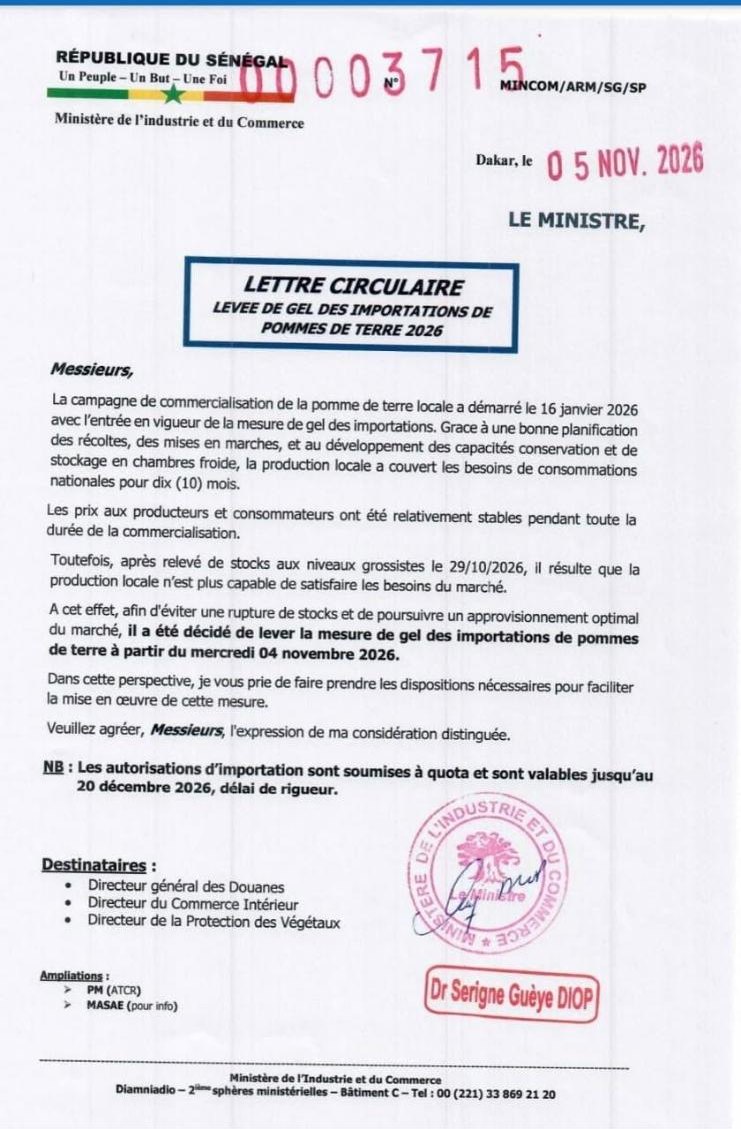 RÉPUBLIQUE DU SÉNÉGAL
Un Peuple – Un But – Une Foi
Ministère de l'industrie et du Commerce
00003715
N°
MINCOM/ARM/SG/SP
Dakar, le 05 NOV. 2026
LE MINISTRE,
LETTRE CIRCULAIRE
LEVEE DE GEL DES IMPORTATIONS DE
POMMES DE TERRE 2026
Messieurs,
La campagne de commercialisation de la pomme de terre locale a démarré le 16 janvier 2026
avec l'entrée en vigueur de la mesure de gel des importations. Grace à une bonne planification
des récoltes, des mises en marches, et au développement des capacités conservation et de
stockage en chambres froide, la production locale a couvert les besoins de consommations
nationales pour dix (10) mois.
Les prix aux producteurs et consommateurs ont été relativement stables pendant toute la
durée de la commercialisation.
Toutefois, après relevé de stocks aux niveaux grossistes le 29/10/2026, il résulte que la
production locale n'est plus capable de satisfaire les besoins du marché.
A cet effet, afin d'éviter une rupture de stocks et de poursuivre un approvisionnement optimal
du marché, il a été décidé de lever la mesure de gel des importations de pommes
de terre à partir du mercredi 04 novembre 2026.
Dans cette perspective, je vous prie de faire prendre les dispositions nécessaires pour faciliter
la mise en œuvre de cette mesure.
Veuillez agréer, Messieurs, l'expression de ma considération distinguée.
NB : Les autorisations d'importation sont soumises à quota et sont valables jusqu'au
20 décembre 2026, délai de rigueur.
MINISTERE DE L'INDUSTRIE ET DU COMMERCE
Le Ministre
Destinataires :
• Directeur général des Douanes
• Directeur du Commerce Intérieur
• Directeur de la Protection des Végétaux
Dr Serigne Guèye DIOP
Ampliations :
➢ PM (ATCR)
➢ MASAE (pour info)
Ministère de l'Industrie et du Commerce
Diamniadio – 2ième sphères ministérielles – Bâtiment C – Tel : 00 (221) 33 869 21 20